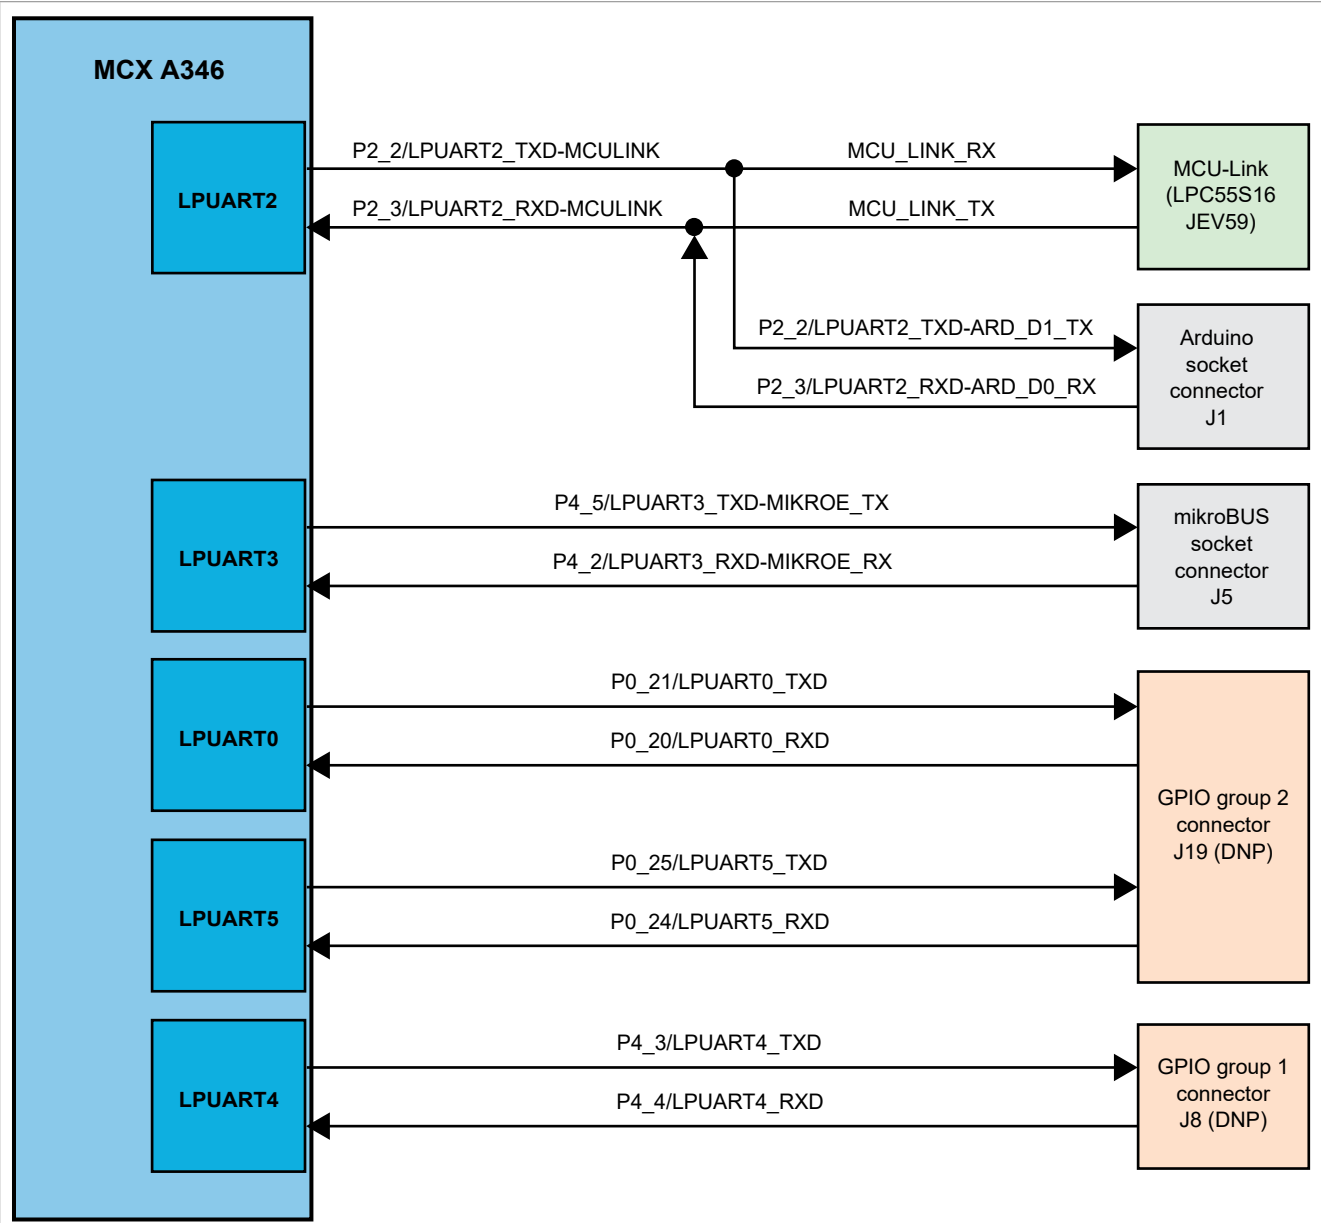 MCX A346
LPUART2
P2_2/LPUART2_TXD-MCULINK
MCU_LINK_RX
P2_3/LPUART2_RXD-MCULINK
MCU_LINK_TX
MCU-Link
(LPC55S16
JEV59)
P2_2/LPUART2_TXD-ARD_D1_TX
P2_3/LPUART2_RXD-ARD_D0_RX
Arduino
socket
connector
J1
LPUART3
P4_5/LPUART3_TXD-MIKROE_TX
P4_2/LPUART3_RXD-MIKROE_RX
mikroBUS
socket
connector
J5
LPUART0
P0_21/LPUART0_TXD
P0_20/LPUART0_RXD
LPUART5
P0_25/LPUART5_TXD
P0_24/LPUART5_RXD
GPIO group 2
connector
J19 (DNP)
LPUART4
P4_3/LPUART4_TXD
P4_4/LPUART4_RXD
GPIO group 1
connector
J8 (DNP)